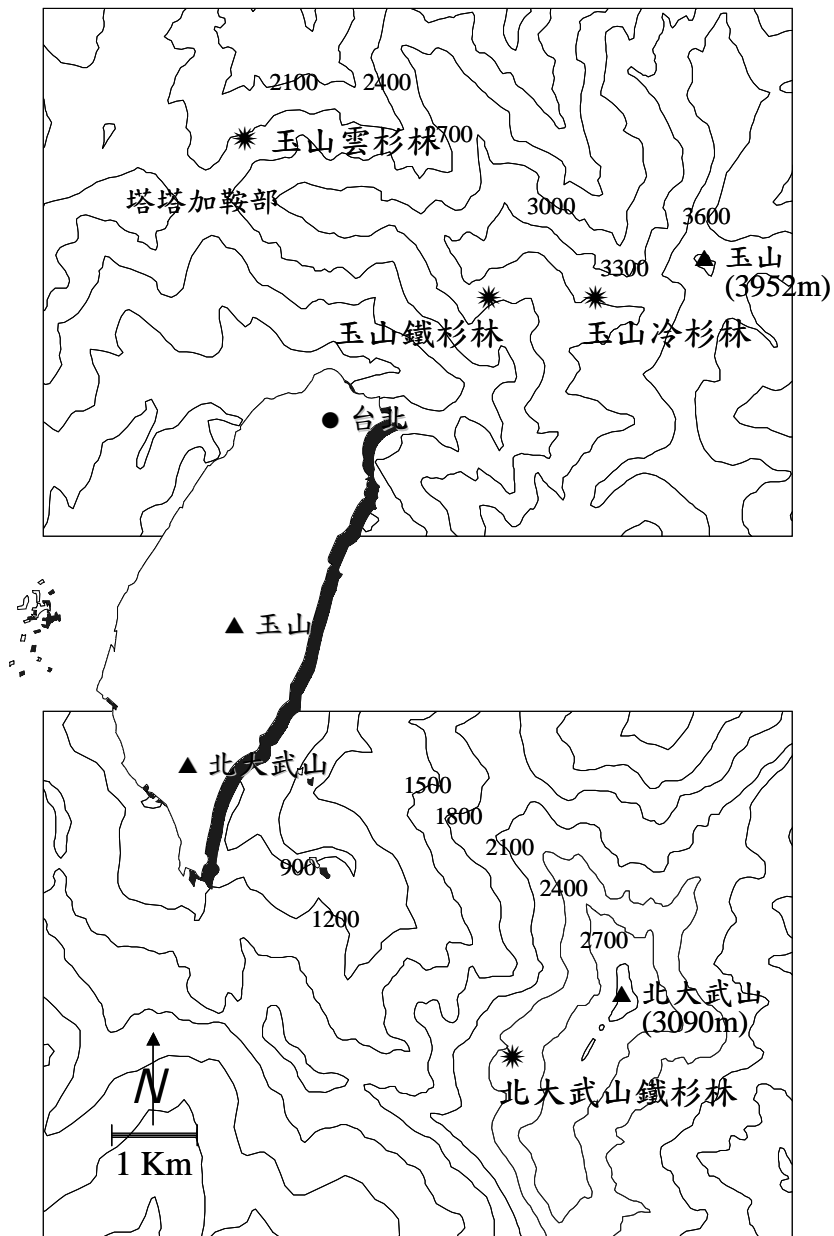 2100
2400
2700
玉山雲杉林
塔塔加鞍部
3000
3600
3300
玉山
(3952m)
玉山鐵杉林
玉山冷杉林
台北
玉山
北大武山
1500
1800
2100
900
2400
1200
2700
北大武山
(3090m)
N
北大武山鐵杉林
1 Km